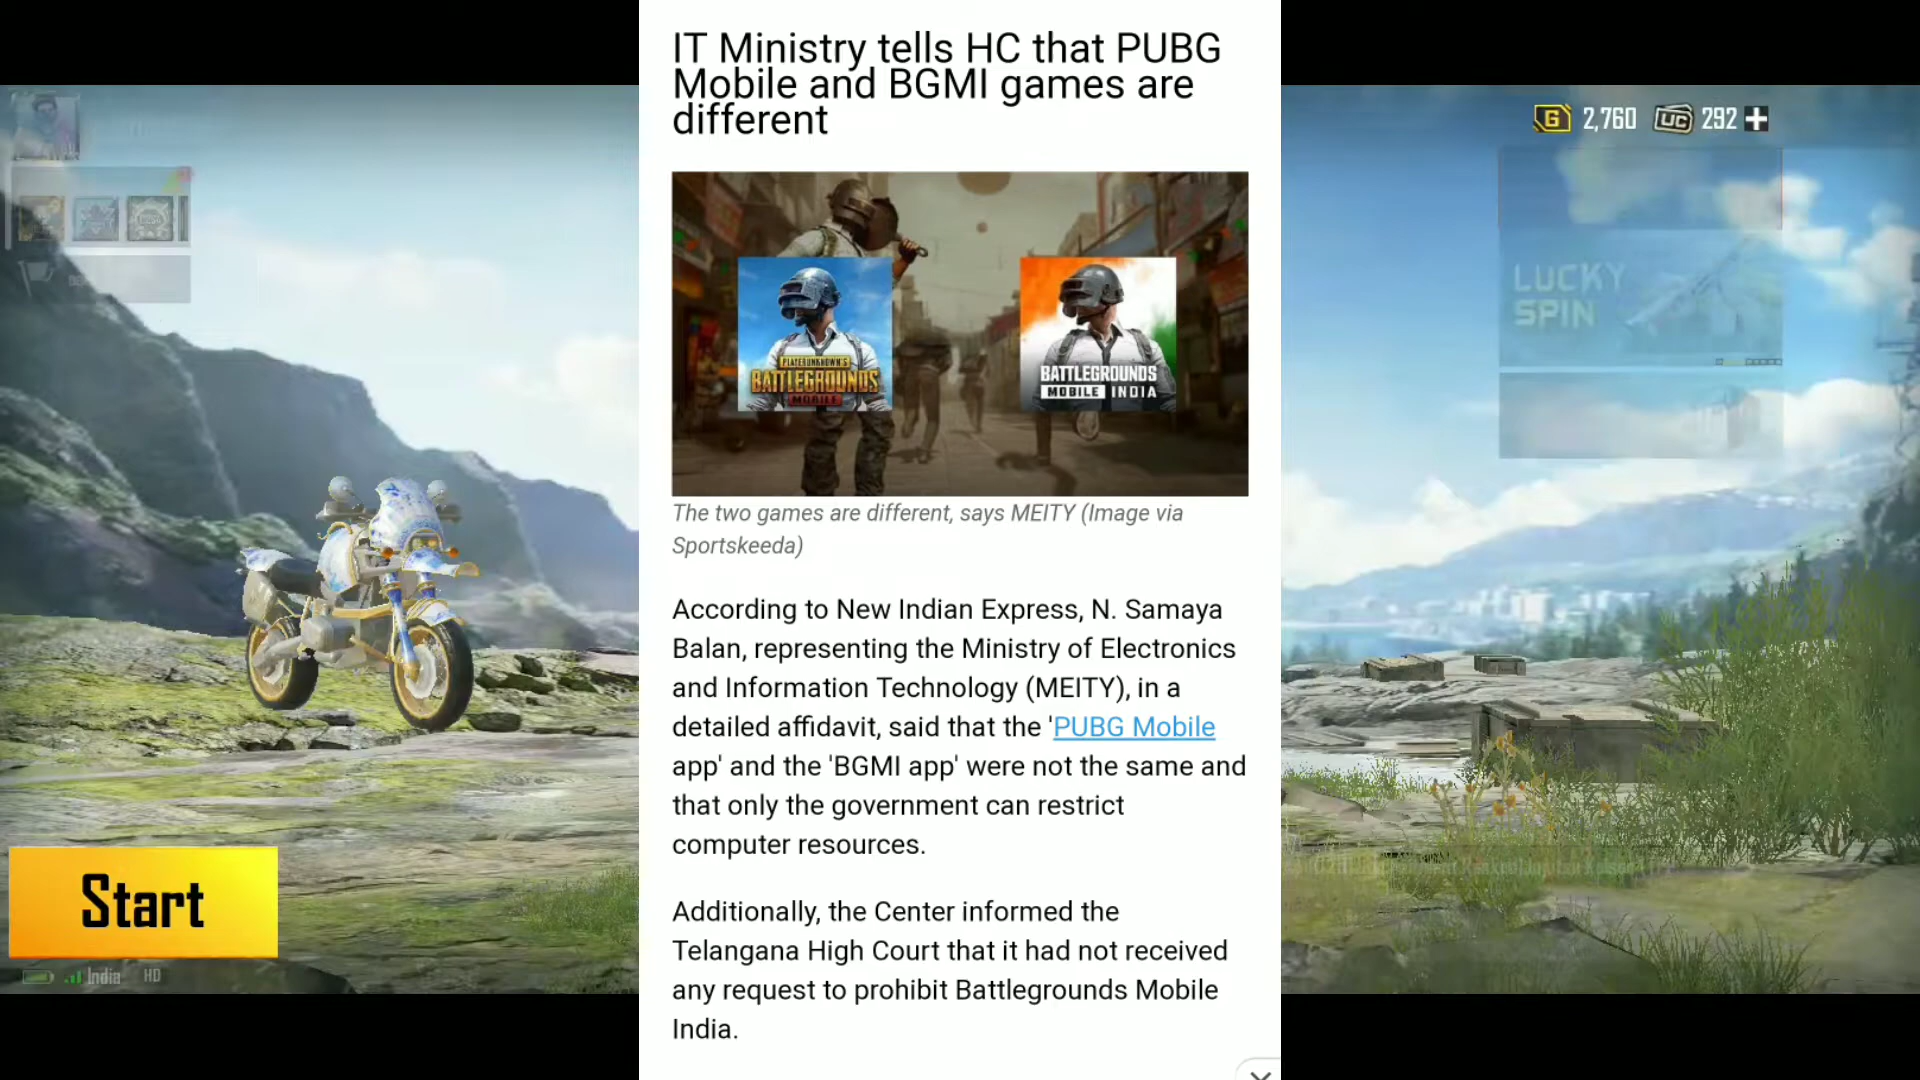 IT Ministry tells HC that PUBG
Mobile and BGMI games are
different
PLAYERUNKNOWN'S
BATTLEGROUNDS
MOBILE
BATTLEGROUNDS
MOBILE INDIA
The two games are different, says MEITY (Image via
Sportskeeda)
According to New Indian Express, N. Samaya
Balan, representing the Ministry of Electronics
and Information Technology (MEITY), in a
detailed affidavit, said that the 'PUBG Mobile
app' and the 'BGMI app' were not the same and
that only the government can restrict
computer resources.
Additionally, the Center informed the
Telangana High Court that it had not received
any request to prohibit Battlegrounds Mobile
India.
Start
India HD
G 2,760 UC 292
LUCKY
SPIN